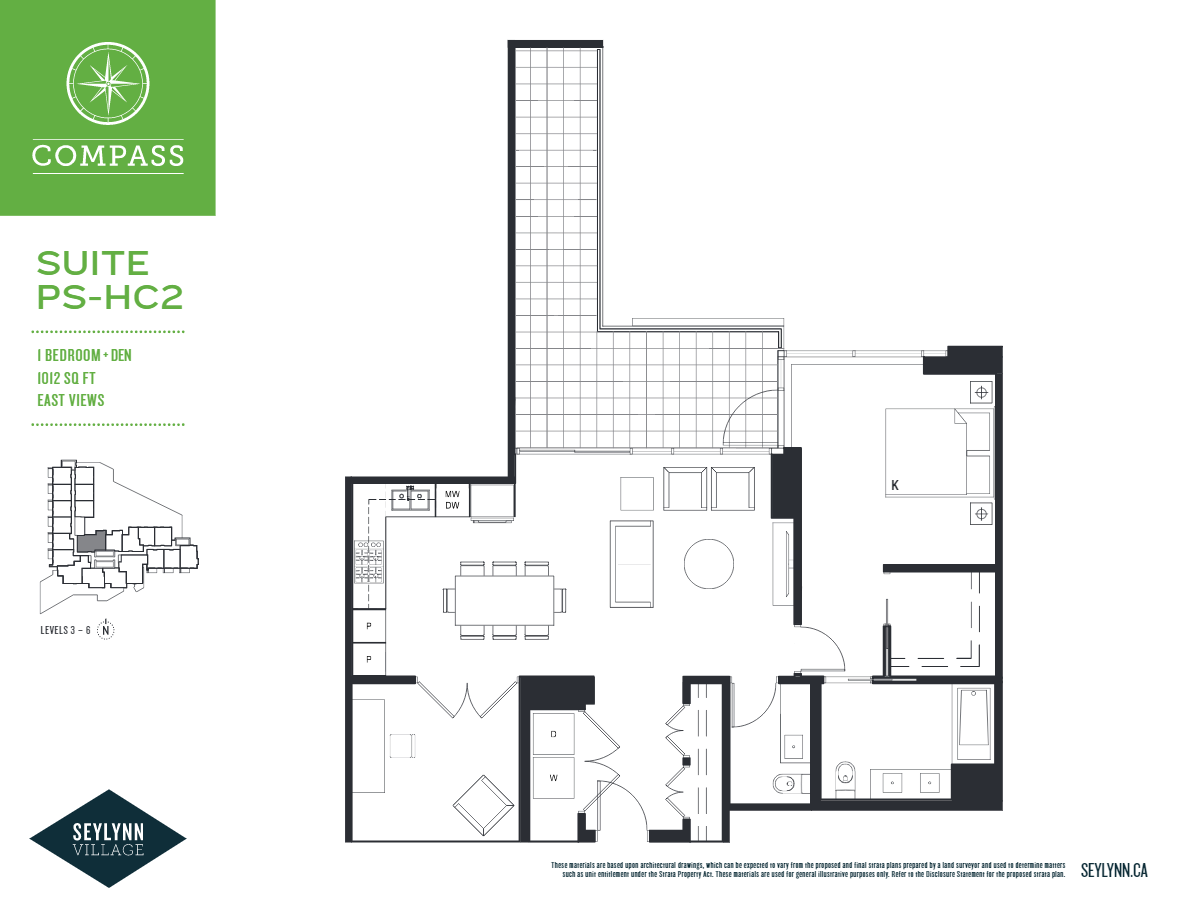 COMPASS
SUITE
PS-HC2
1 BEDROOM + DEN
1012 SQ FT
EAST VIEWS
LEVELS 3 – 6
N
MW
DW
P
P
K
D
W
SEYLYNN
VILLAGE
These materials are based upon architectural drawings, which can be expected to vary from the proposed and final strata plans prepared by a land surveyor and used to determine matters
such as unit entitlement under the Strata Property Act. These materials are used for general illustrative purposes only. Refer to the Disclosure Statement for the proposed strata plan.
SEYLYNN.CA